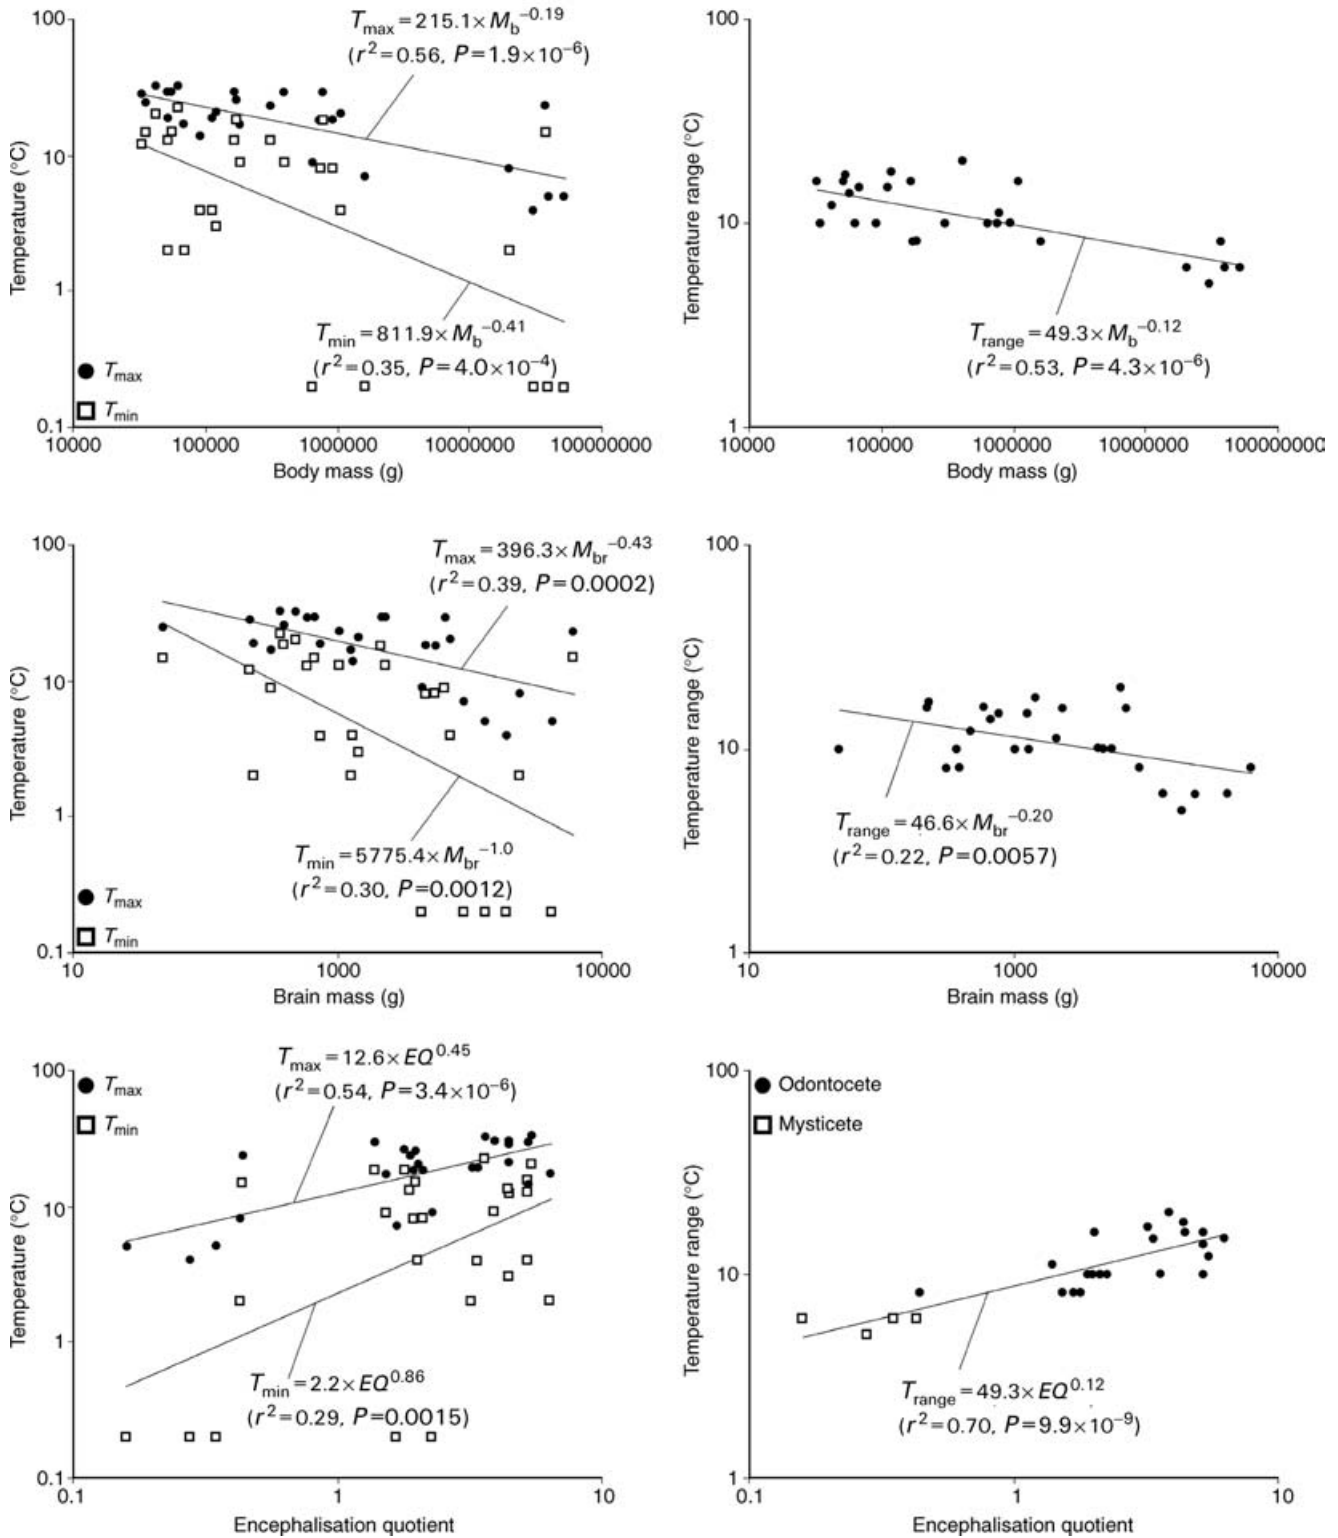 100
10
1
0.1
Temperature (°C)
T_max=215.1×M_b^−0.19
(r²=0.56, P=1.9×10⁻⁶)
T_min=811.9×M_b^−0.41
(r²=0.35, P=4.0×10⁻⁴)
T_max
T_min
10000 100000 1000000 10000000 100000000
Body mass (g)
100
10
1
Temperature range (°C)
T_range=49.3×M_b^−0.12
(r²=0.53, P=4.3×10⁻⁶)
10000 100000 1000000 10000000 100000000
Body mass (g)
100
10
1
0.1
Temperature (°C)
T_max=396.3×M_br^−0.43
(r²=0.39, P=0.0002)
T_min=5775.4×M_br^−1.0
(r²=0.30, P=0.0012)
T_max
T_min
10 1000 10000
Brain mass (g)
100
10
1
Temperature range (°C)
T_range=46.6×M_br^−0.20
(r²=0.22, P=0.0057)
10 1000 10000
Brain mass (g)
100
10
1
0.1
Temperature (°C)
T_max
T_min
T_max=12.6×EQ^0.45
(r²=0.54, P=3.4×10⁻⁶)
T_min=2.2×EQ^0.86
(r²=0.29, P=0.0015)
0.1 1 10
Encephalisation quotient
100
10
1
Temperature range (°C)
Odontocete
Mysticete
T_range=49.3×EQ^0.12
(r²=0.70, P=9.9×10⁻⁹)
0.1 1 10
Encephalisation quotient